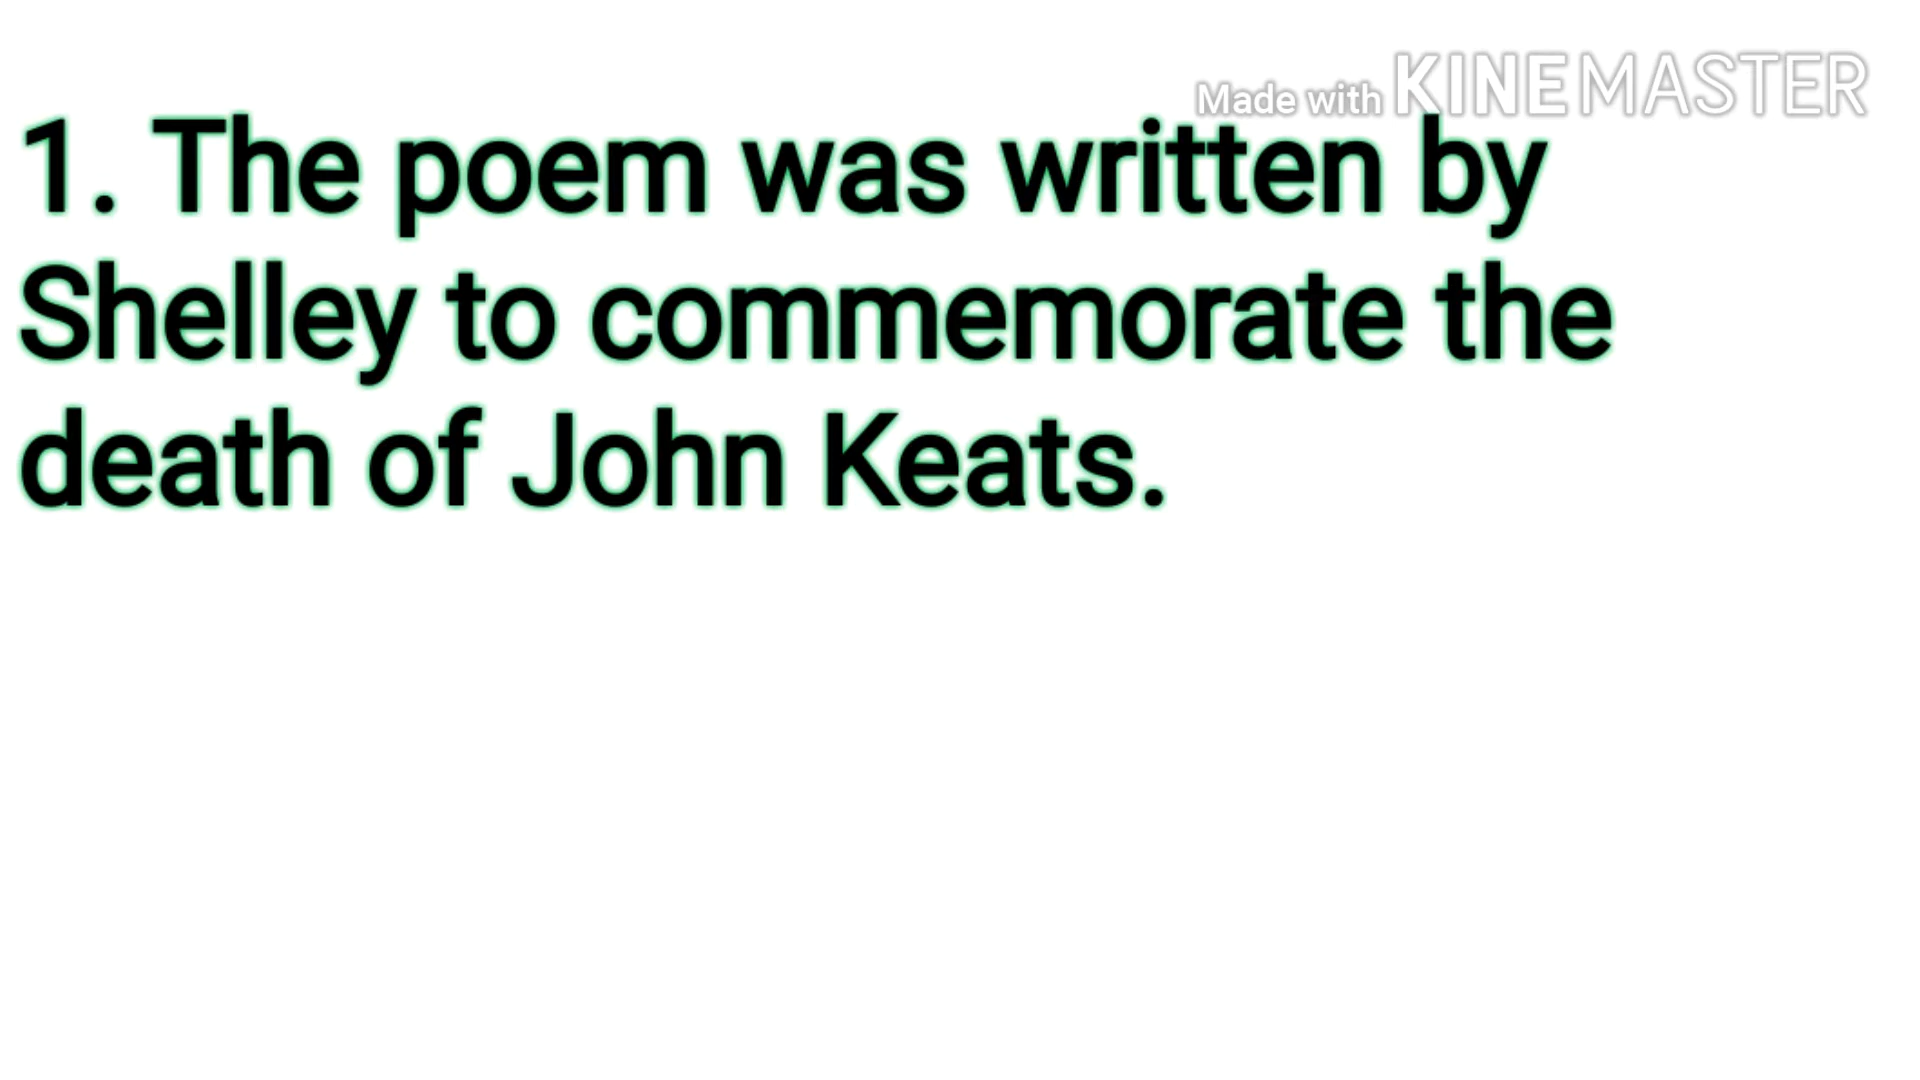 Made with KINEMASTER
1. The poem was written by
Shelley to commemorate the
death of John Keats.